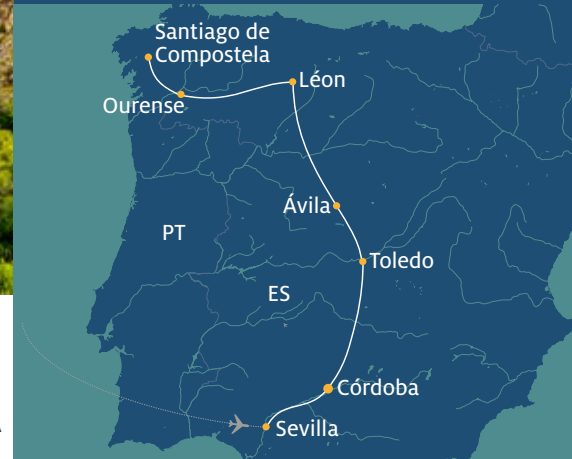 Santiago de
Compostela
Ourense
Léon
Ávila
PT
Toledo
ES
Córdoba
Sevilla